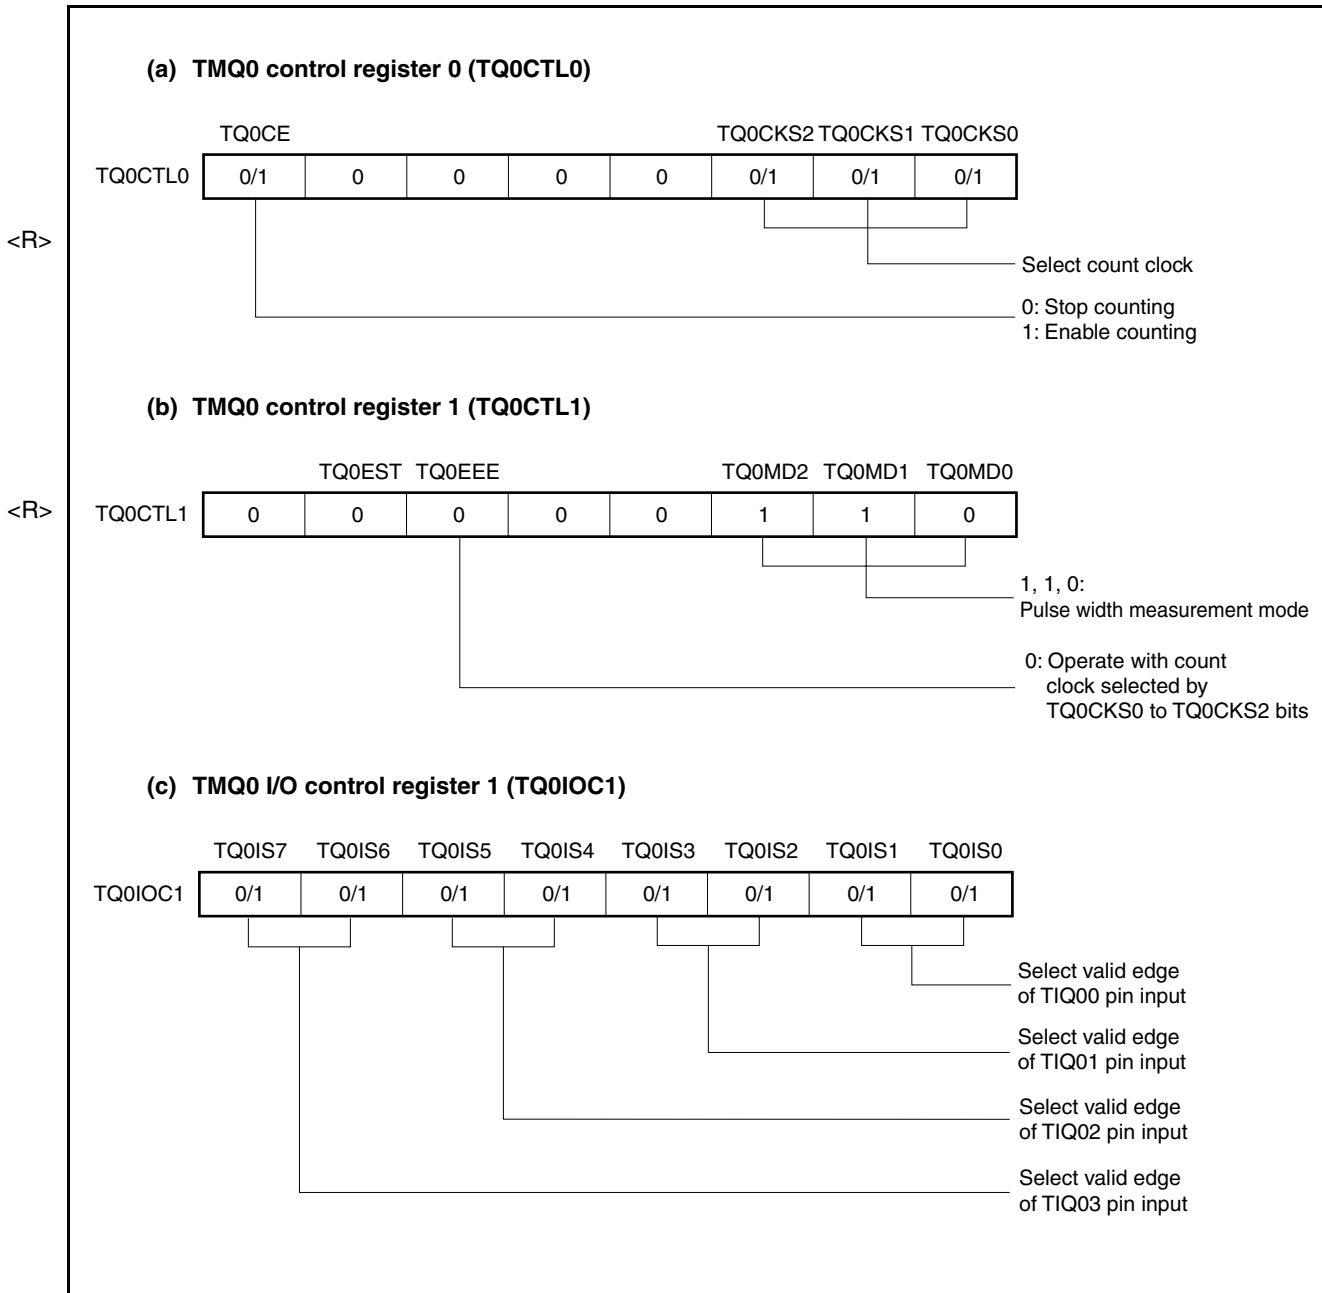 (a) TMQ0 control register 0 (TQ0CTL0)
TQ0CE TQ0CKS2 TQ0CKS1 TQ0CKS0
TQ0CTL0 0/1 0 0 0 0 0/1 0/1 0/1
<R>
Select count clock
0: Stop counting
1: Enable counting
(b) TMQ0 control register 1 (TQ0CTL1)
TQ0EST TQ0EEE TQ0MD2 TQ0MD1 TQ0MD0
<R> TQ0CTL1 0 0 0 0 0 1 1 0
1, 1, 0:
Pulse width measurement mode
0: Operate with count
clock selected by
TQ0CKS0 to TQ0CKS2 bits
(c) TMQ0 I/O control register 1 (TQ0IOC1)
TQ0IS7 TQ0IS6 TQ0IS5 TQ0IS4 TQ0IS3 TQ0IS2 TQ0IS1 TQ0IS0
TQ0IOC1 0/1 0/1 0/1 0/1 0/1 0/1 0/1 0/1
Select valid edge
of TIQ00 pin input
Select valid edge
of TIQ01 pin input
Select valid edge
of TIQ02 pin input
Select valid edge
of TIQ03 pin input